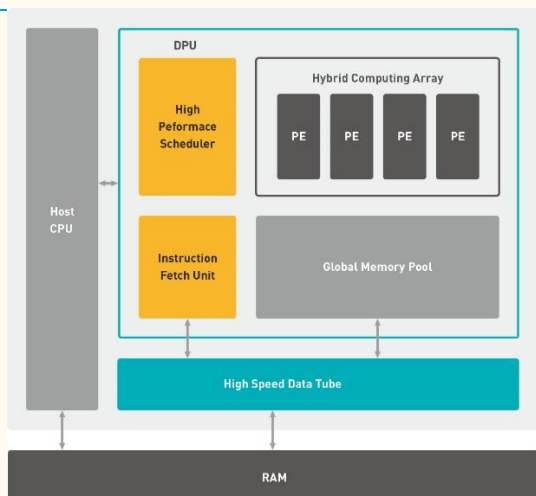 DPU
High
Peformace
Scheduler
Hybrid Computing Array
PE
PE
PE
PE
Host
CPU
Instruction
Fetch Unit
Global Memory Pool
High Speed Data Tube
RAM